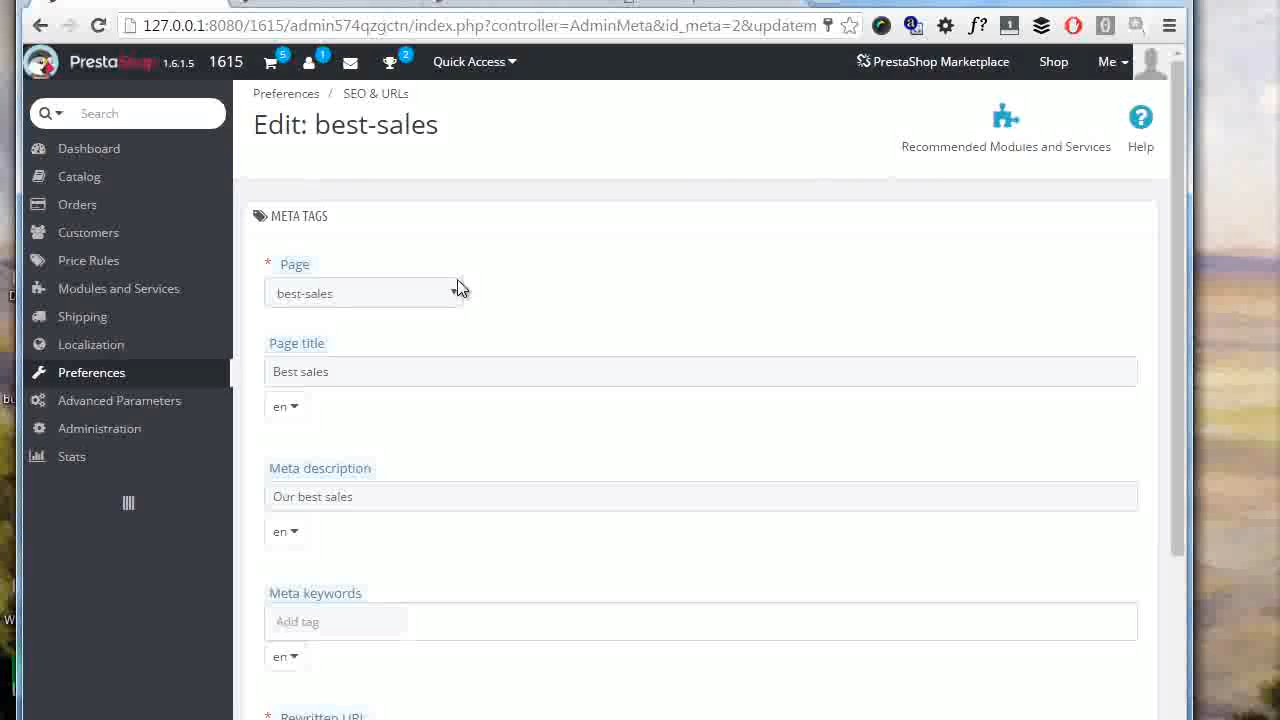 127.0.0.1:8080/1615/admin574qzgctn/index.php?controller=AdminMeta&id_meta=2&updatem
PrestaShop 1.6.1.5 1615 5 1 2 Quick Access PrestaShop Marketplace Shop Me
Search
Dashboard
Catalog
Orders
Customers
Price Rules
Modules and Services
Shipping
Localization
Preferences
Advanced Parameters
Administration
Stats
Preferences / SEO & URLs
Edit: best-sales
Recommended Modules and Services
Help
META TAGS
* Page
best-sales
Page title
Best sales
en
Meta description
Our best sales
en
Meta keywords
Add tag
en
* Rewritten URL